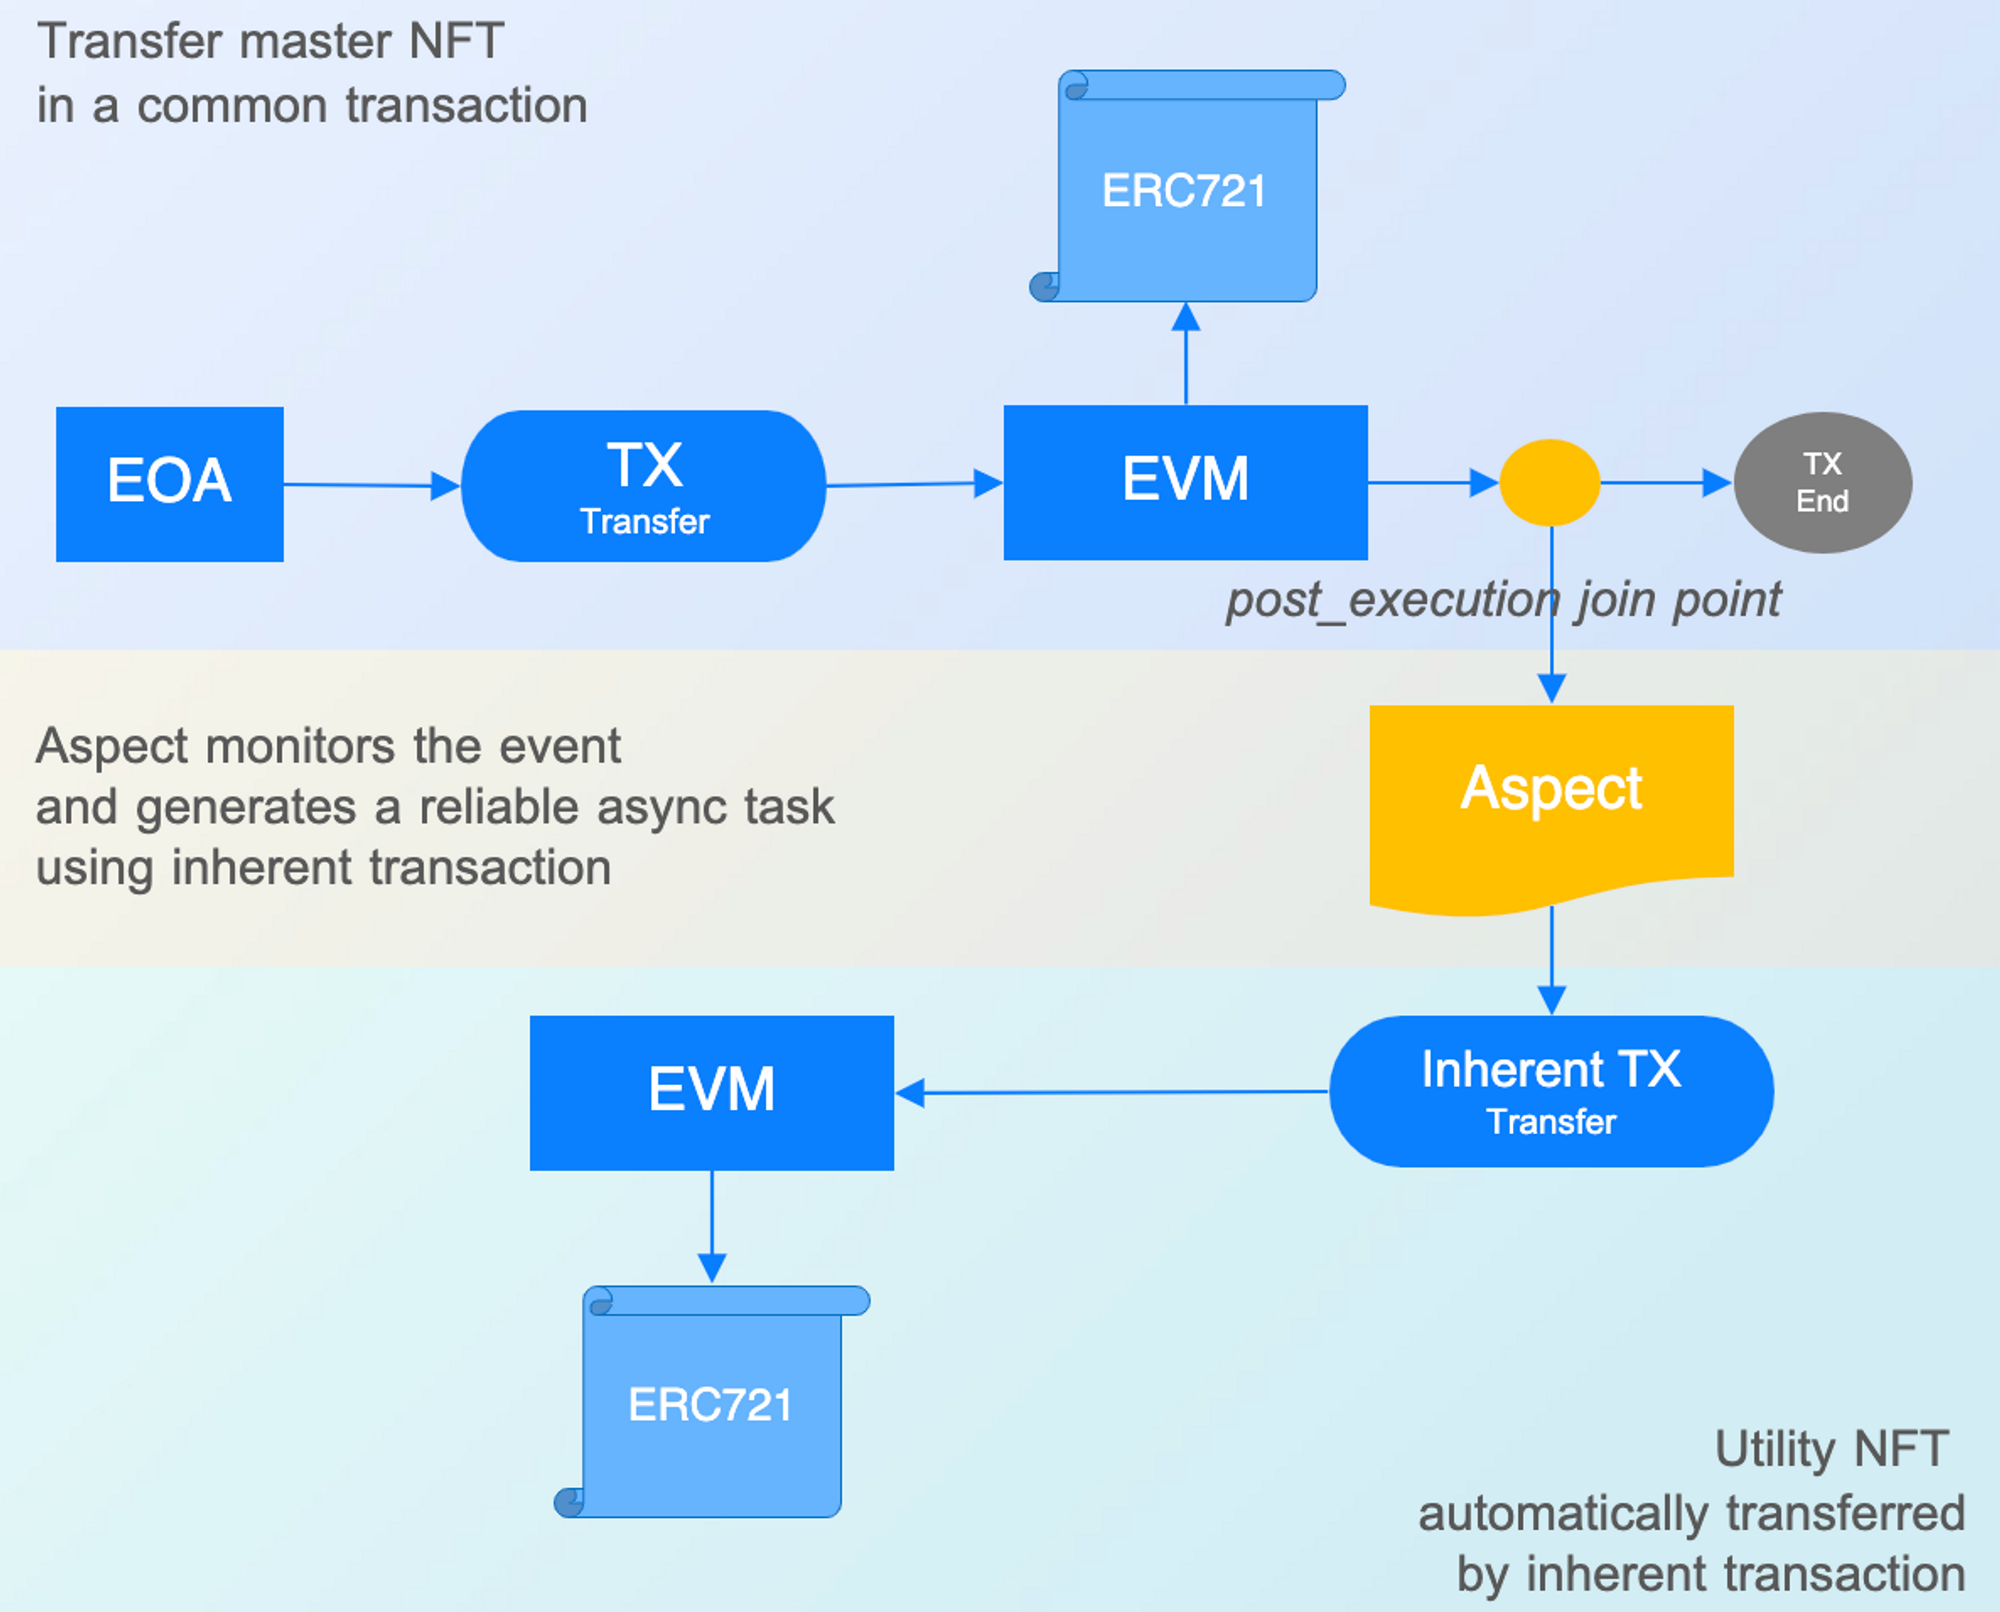 Transfer master NFT
in a common transaction
ERC721
EOA
TX
Transfer
EVM
TX
End
post_execution join point
Aspect monitors the event
and generates a reliable async task
using inherent transaction
Aspect
EVM
Inherent TX
Transfer
ERC721
Utility NFT
automatically transferred
by inherent transaction